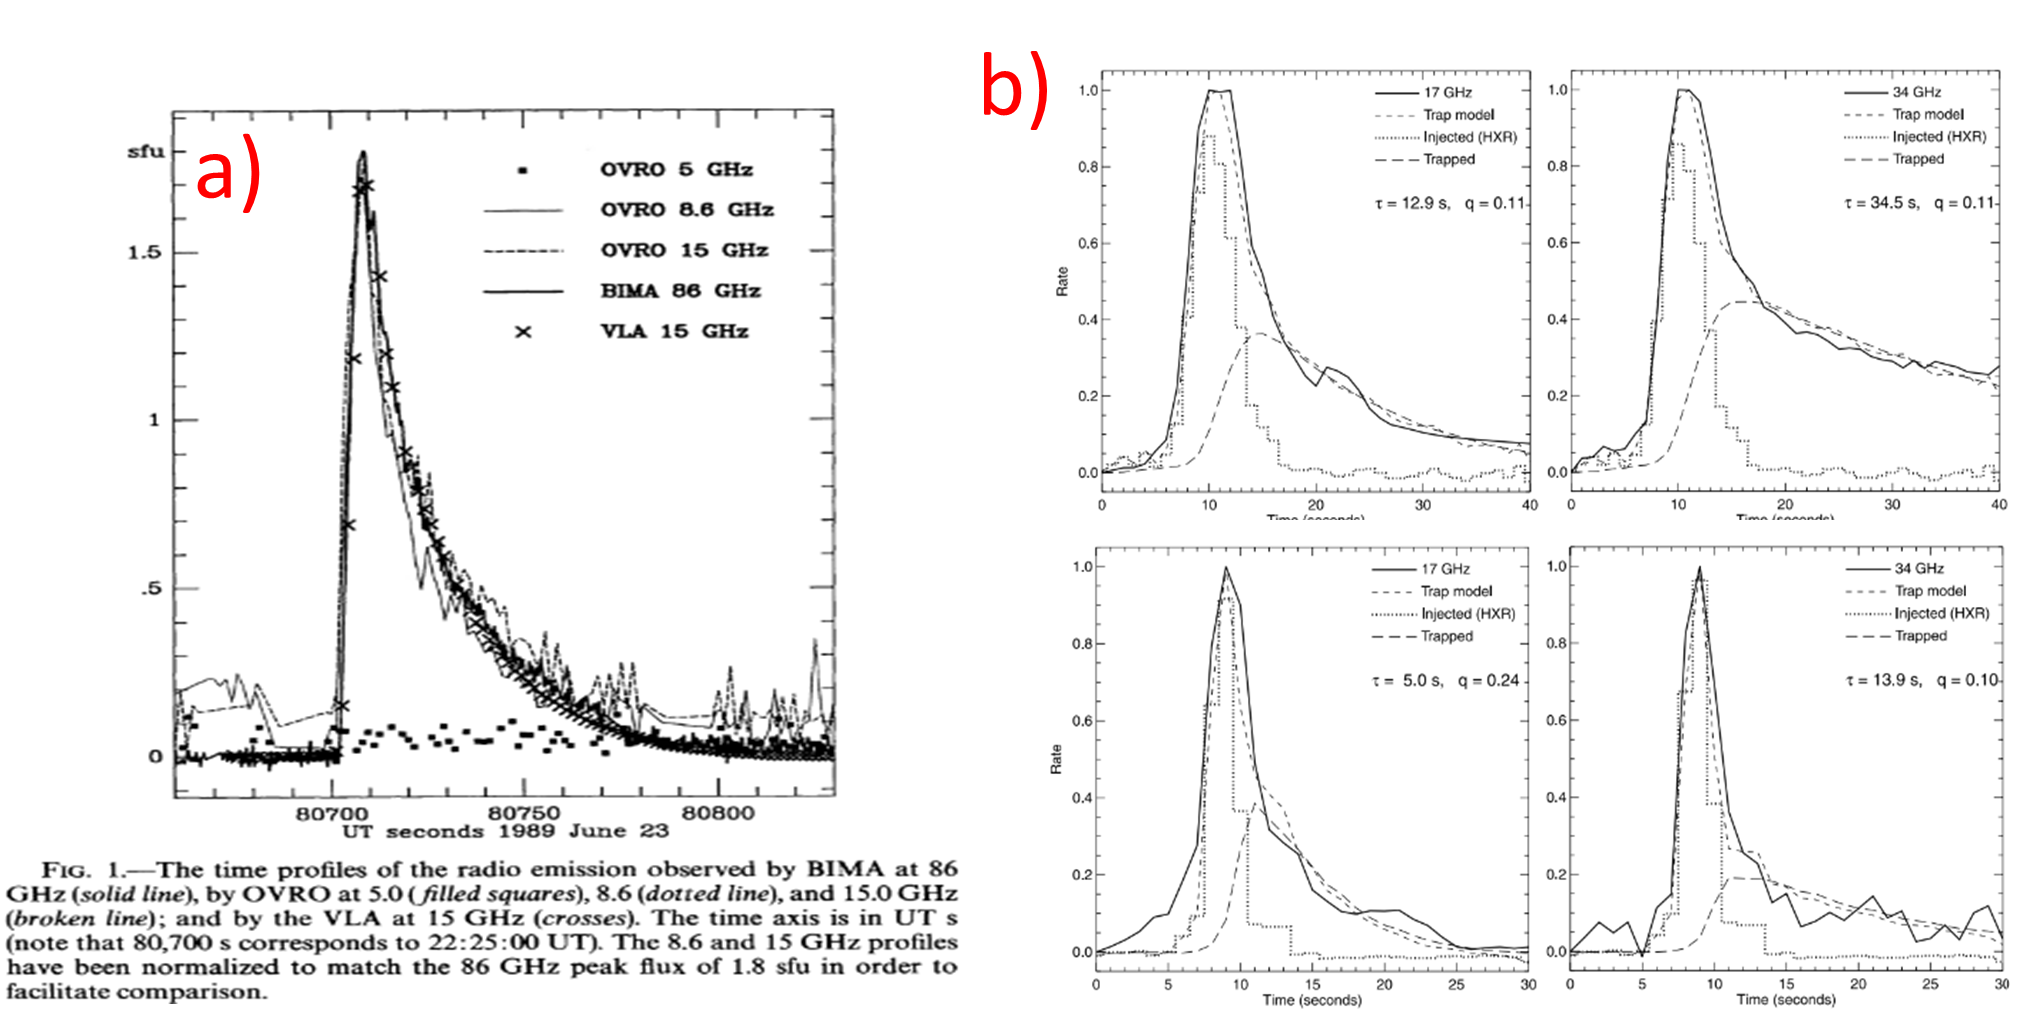 a)
sfu
1.5
1
.5
0
OVRO 5 GHz
OVRO 8.6 GHz
OVRO 15 GHz
BIMA 86 GHz
VLA 15 GHz
80700 80750 80800
UT seconds 1989 June 23
FIG. 1.—The time profiles of the radio emission observed by BIMA at 86
GHz (solid line), by OVRO at 5.0 (filled squares), 8.6 (dotted line), and 15.0 GHz
(broken line); and by the VLA at 15 GHz (crosses). The time axis is in UT s
(note that 80,700 s corresponds to 22:25:00 UT). The 8.6 and 15 GHz profiles
have been normalized to match the 86 GHz peak flux of 1.8 sfu in order to
facilitate comparison.
b)
1.0
0.8
0.6
0.4
0.2
0.0
Rate
17 GHz
Trap model
Injected (HXR)
Trapped
τ = 12.9 s, q = 0.11
0 10 20 30 40
Time (seconds)
1.0
0.8
0.6
0.4
0.2
0.0
34 GHz
Trap model
Injected (HXR)
Trapped
τ = 34.5 s, q = 0.11
0 10 20 30 40
Time (seconds)
1.0
0.8
0.6
0.4
0.2
0.0
Rate
17 GHz
Trap model
Injected (HXR)
Trapped
τ = 5.0 s, q = 0.24
0 5 10 15 20 25 30
Time (seconds)
1.0
0.8
0.6
0.4
0.2
0.0
34 GHz
Trap model
Injected (HXR)
Trapped
τ = 13.9 s, q = 0.10
0 5 10 15 20 25 30
Time (seconds)